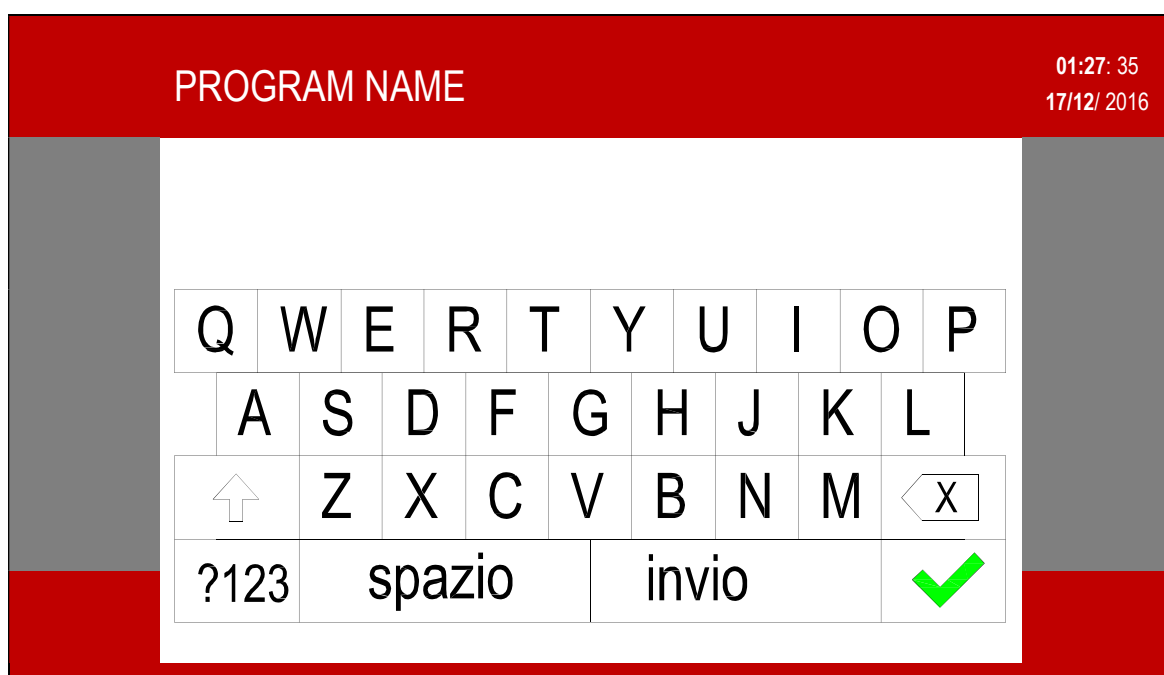 PROGRAM NAME
01:27: 35
17/12/ 2016
Q W E R T Y U I O P
A S D F G H J K L
Z X C V B N M X
?123 spazio invio